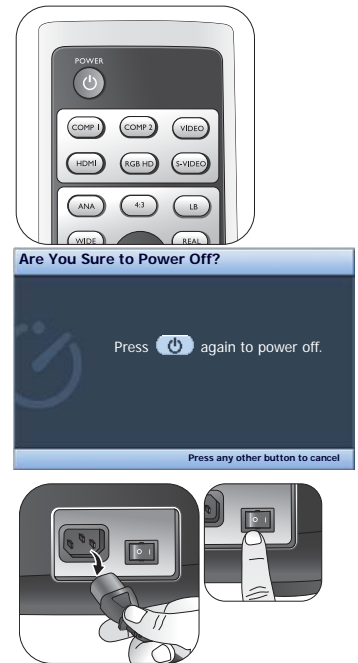 POWER
COMP 1 COMP 2 VIDEO
HDMI RGB HD S-VIDEO
ANA 4:3 LB
WIDE REAL
Are You Sure to Power Off?
Press again to power off.
Press any other button to cancel
O I
O I